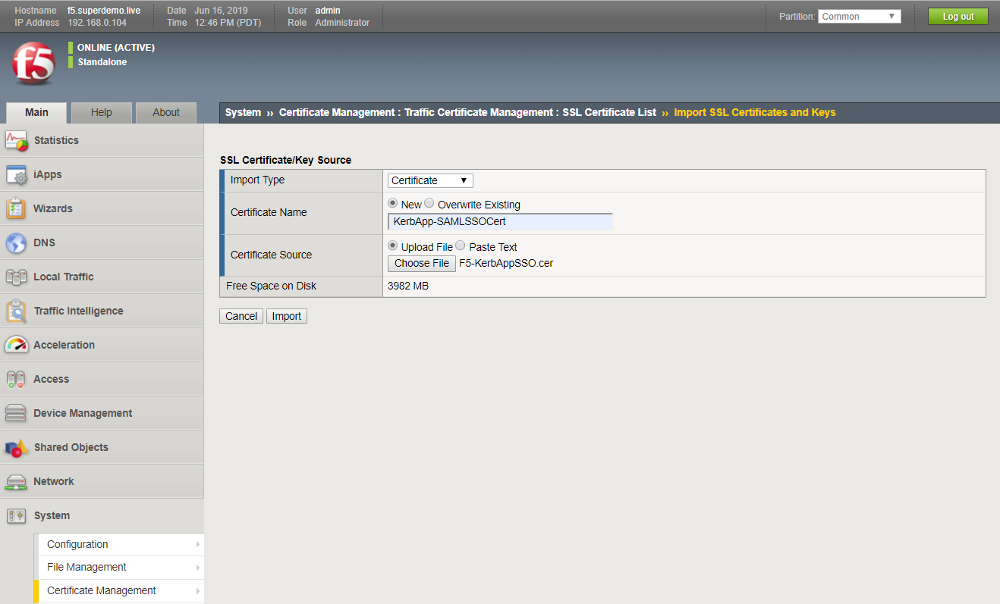 Hostname f5.superdemo.live Date Jun 16, 2019 User admin
IP Address 192.168.0.104 Time 12:46 PM (PDT) Role Administrator
Partition: Common Log out
f5
ONLINE (ACTIVE)
Standalone
Main Help About
System ›› Certificate Management : Traffic Certificate Management : SSL Certificate List ›› Import SSL Certificates and Keys
Statistics
iApps
Wizards
DNS
Local Traffic
Traffic Intelligence
Acceleration
Access
Device Management
Shared Objects
Network
System
Configuration
File Management
Certificate Management
SSL Certificate/Key Source
Import Type Certificate
Certificate Name New Overwrite Existing
KerbApp-SAMLSSOCert
Certificate Source Upload File Paste Text
Choose File F5-KerbAppSSO.cer
Free Space on Disk 3982 MB
Cancel Import